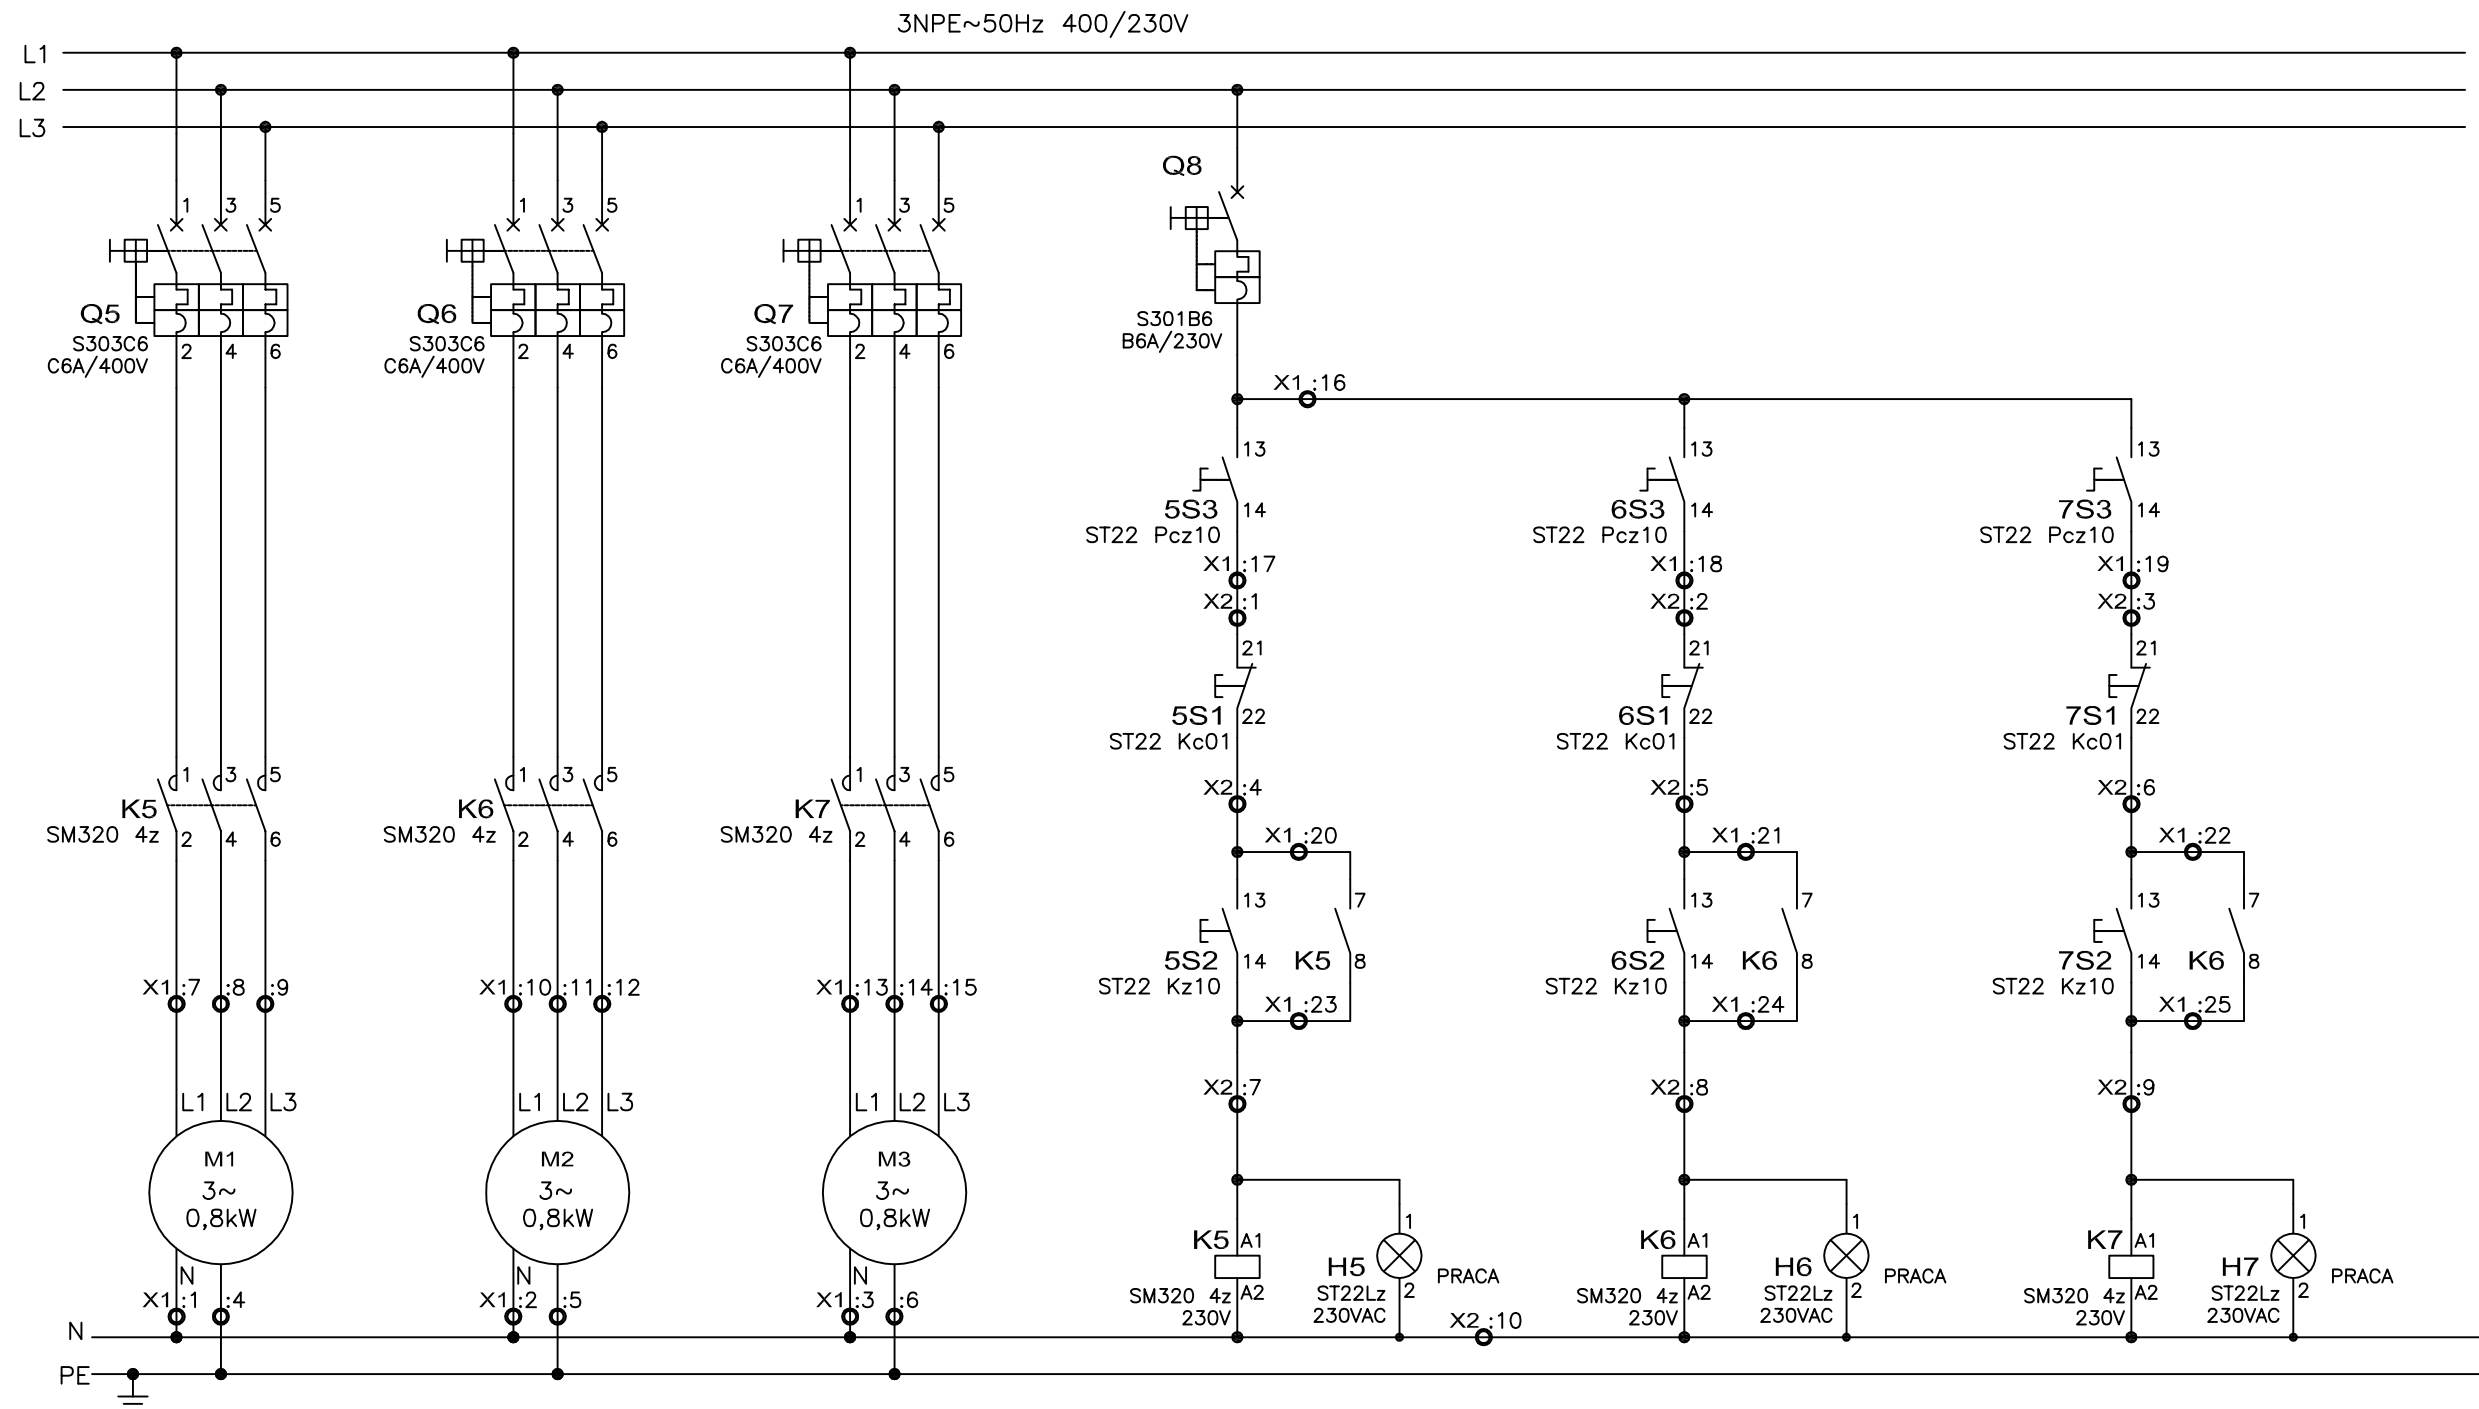 3NPE~50Hz 400/230V
L1
L2
L3
Q8
1 3 5 1 3 5 1 3 5
Q5 Q6 Q7
S303C6 S303C6 S303C6 S301B6
C6A/400V C6A/400V C6A/400V B6A/230V
2 4 6 2 4 6 2 4 6
X1 :16
13 13 13
5S3 14 6S3 14 7S3 14
ST22 Pcz10 ST22 Pcz10 ST22 Pcz10
X1 :17 X1 :18 X1 :19
X2 :1 X2 :2 X2 :3
21 21 21
5S1 22 6S1 22 7S1 22
ST22 Kc01 ST22 Kc01 ST22 Kc01
1 3 5 1 3 5 1 3 5
X2 :4 X2 :5 X2 :6
K5 K6 K7
SM320 4z 2 4 6 SM320 4z 2 4 6 SM320 4z 2 4 6
X1 :20 X1 :21 X1 :22
13 7 13 7 13 7
5S2 14 K5 8 6S2 14 K6 8 7S2 14 K6 8
ST22 Kz10 ST22 Kz10 ST22 Kz10
X1 :7 :8 :9 X1 :10 :11 :12 X1 :13 :14 :15
X1 :23 X1 :24 X1 :25
X2 :7 X2 :8 X2 :9
L1 L2 L3 L1 L2 L3 L1 L2 L3
M1 M2 M3
3~ 3~ 3~
0,8kW 0,8kW 0,8kW
1 1 1
K5 A1 K6 A1 K7 A1
H5 PRACA H6 PRACA H7 PRACA
N N N
SM320 4z A2 ST22Lz 2 SM320 4z A2 ST22Lz 2 SM320 4z A2 ST22Lz 2
X1 :1 :4 X1 :2 :5 X1 :3 :6
230V 230VAC 230V 230VAC 230V 230VAC
X2 :10
N
PE